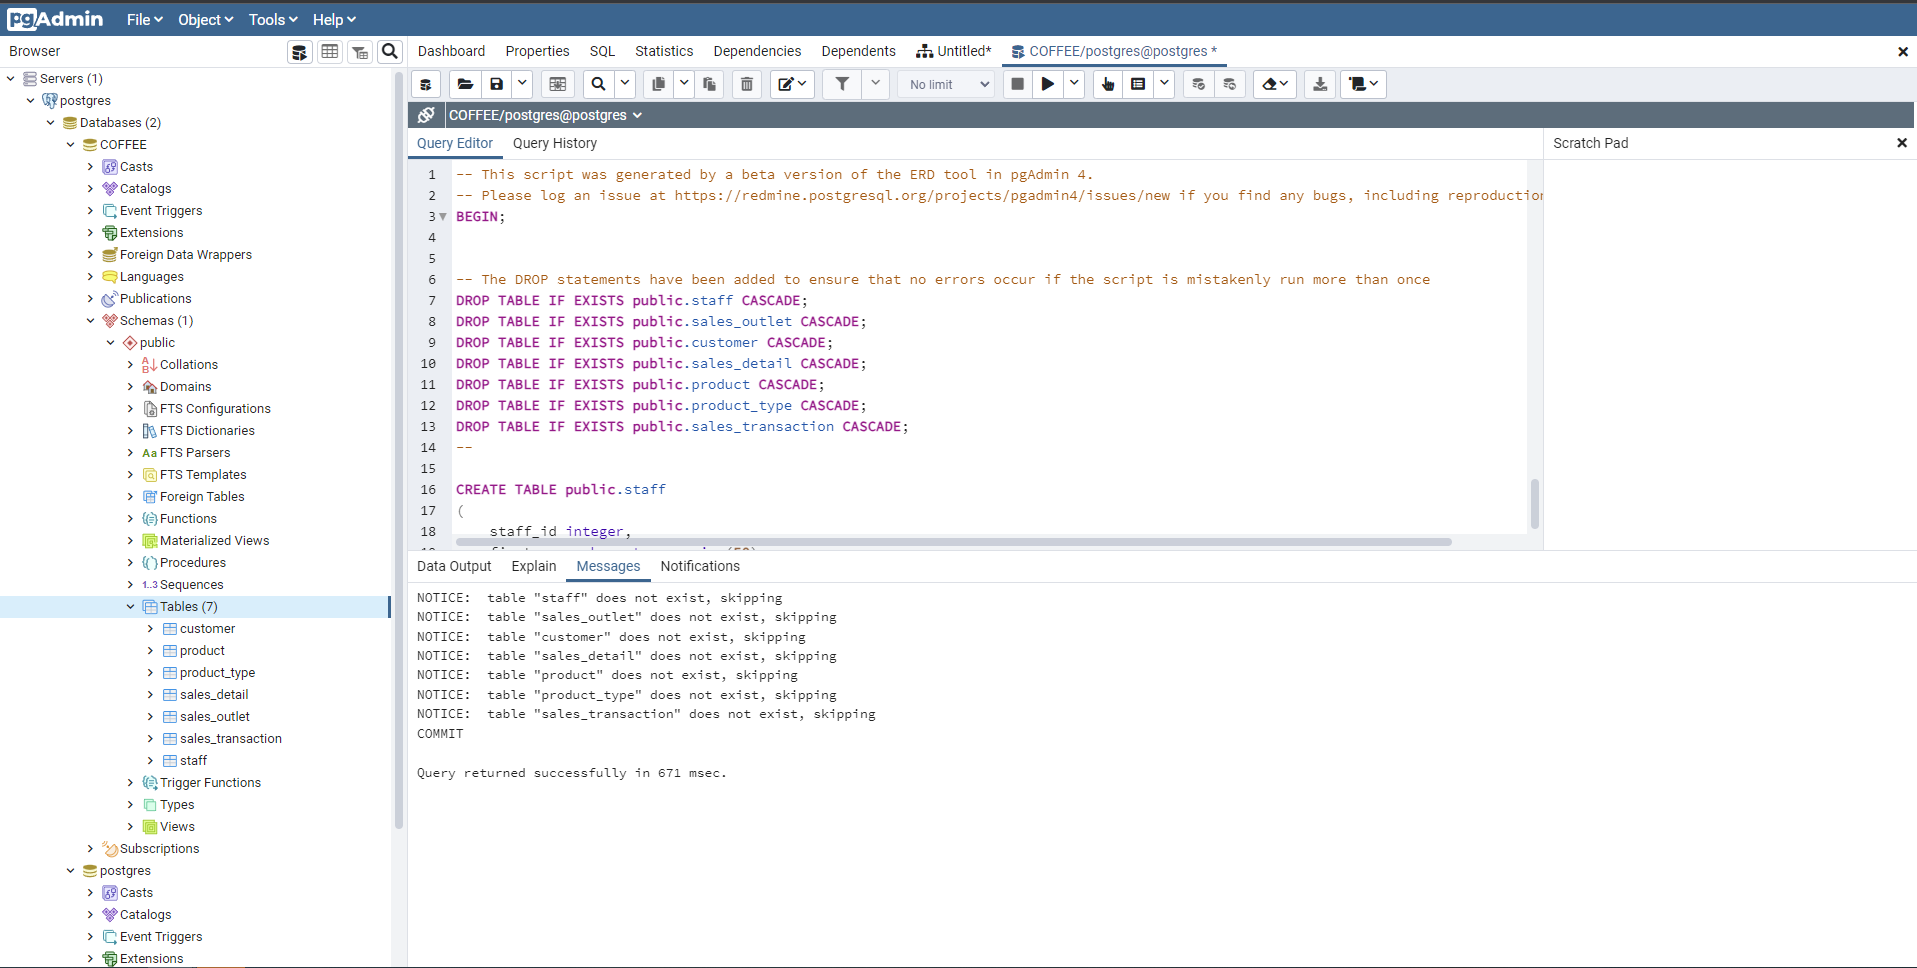 pgAdmin File Object Tools Help
Browser
Dashboard Properties SQL Statistics Dependencies Dependents Untitled* COFFEE/postgres@postgres *
No limit
COFFEE/postgres@postgres
Query Editor Query History
Scratch Pad
Servers (1)
postgres
Databases (2)
COFFEE
Casts
Catalogs
Event Triggers
Extensions
Foreign Data Wrappers
Languages
Publications
Schemas (1)
public
Collations
Domains
FTS Configurations
FTS Dictionaries
Aa FTS Parsers
FTS Templates
Foreign Tables
Functions
Materialized Views
Procedures
1..3 Sequences
Tables (7)
customer
product
product_type
sales_detail
sales_outlet
sales_transaction
staff
Trigger Functions
Types
Views
Subscriptions
postgres
Casts
Catalogs
Event Triggers
Extensions
1 -- This script was generated by a beta version of the ERD tool in pgAdmin 4.
2 -- Please log an issue at https://redmine.postgresql.org/projects/pgadmin4/issues/new if you find any bugs, including reproduction
3 BEGIN;
4
5
6 -- The DROP statements have been added to ensure that no errors occur if the script is mistakenly run more than once
7 DROP TABLE IF EXISTS public.staff CASCADE;
8 DROP TABLE IF EXISTS public.sales_outlet CASCADE;
9 DROP TABLE IF EXISTS public.customer CASCADE;
10 DROP TABLE IF EXISTS public.sales_detail CASCADE;
11 DROP TABLE IF EXISTS public.product CASCADE;
12 DROP TABLE IF EXISTS public.product_type CASCADE;
13 DROP TABLE IF EXISTS public.sales_transaction CASCADE;
14 --
15
16 CREATE TABLE public.staff
17 (
18 staff_id integer,
Data Output Explain Messages Notifications
NOTICE:  table "staff" does not exist, skipping
NOTICE:  table "sales_outlet" does not exist, skipping
NOTICE:  table "customer" does not exist, skipping
NOTICE:  table "sales_detail" does not exist, skipping
NOTICE:  table "product" does not exist, skipping
NOTICE:  table "product_type" does not exist, skipping
NOTICE:  table "sales_transaction" does not exist, skipping
COMMIT
Query returned successfully in 671 msec.